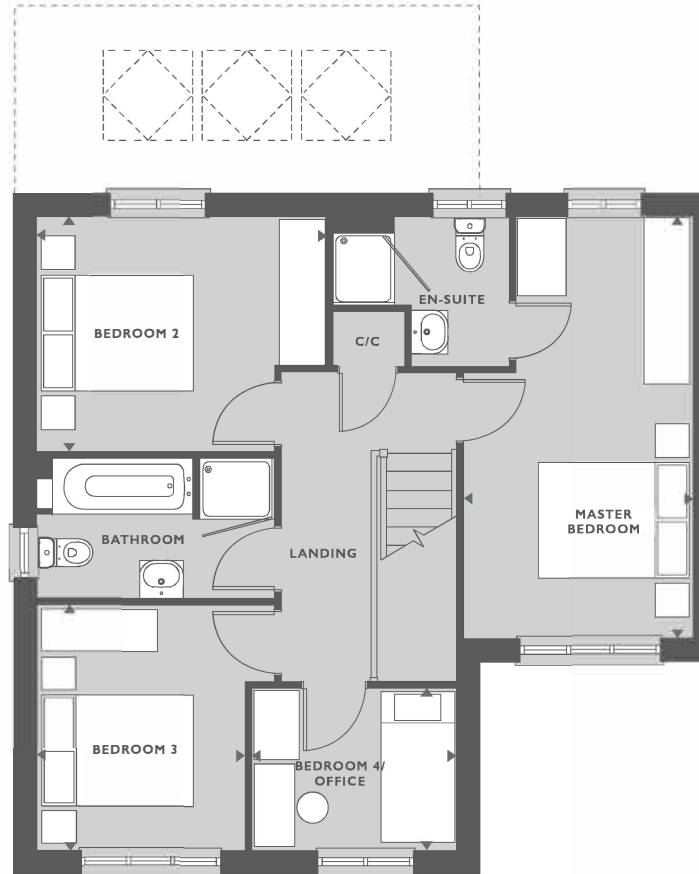 EN-SUITE
BEDROOM 2
C/C
MASTER
BEDROOM
BATHROOM
LANDING
BEDROOM 3
BEDROOM 4/
OFFICE